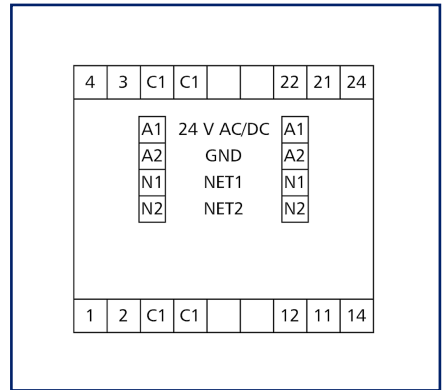 4 3 C1 C1 22 21 24
A1 24 V AC/DC A1
A2 GND A2
N1 NET1 N1
N2 NET2 N2
1 2 C1 C1 12 11 14